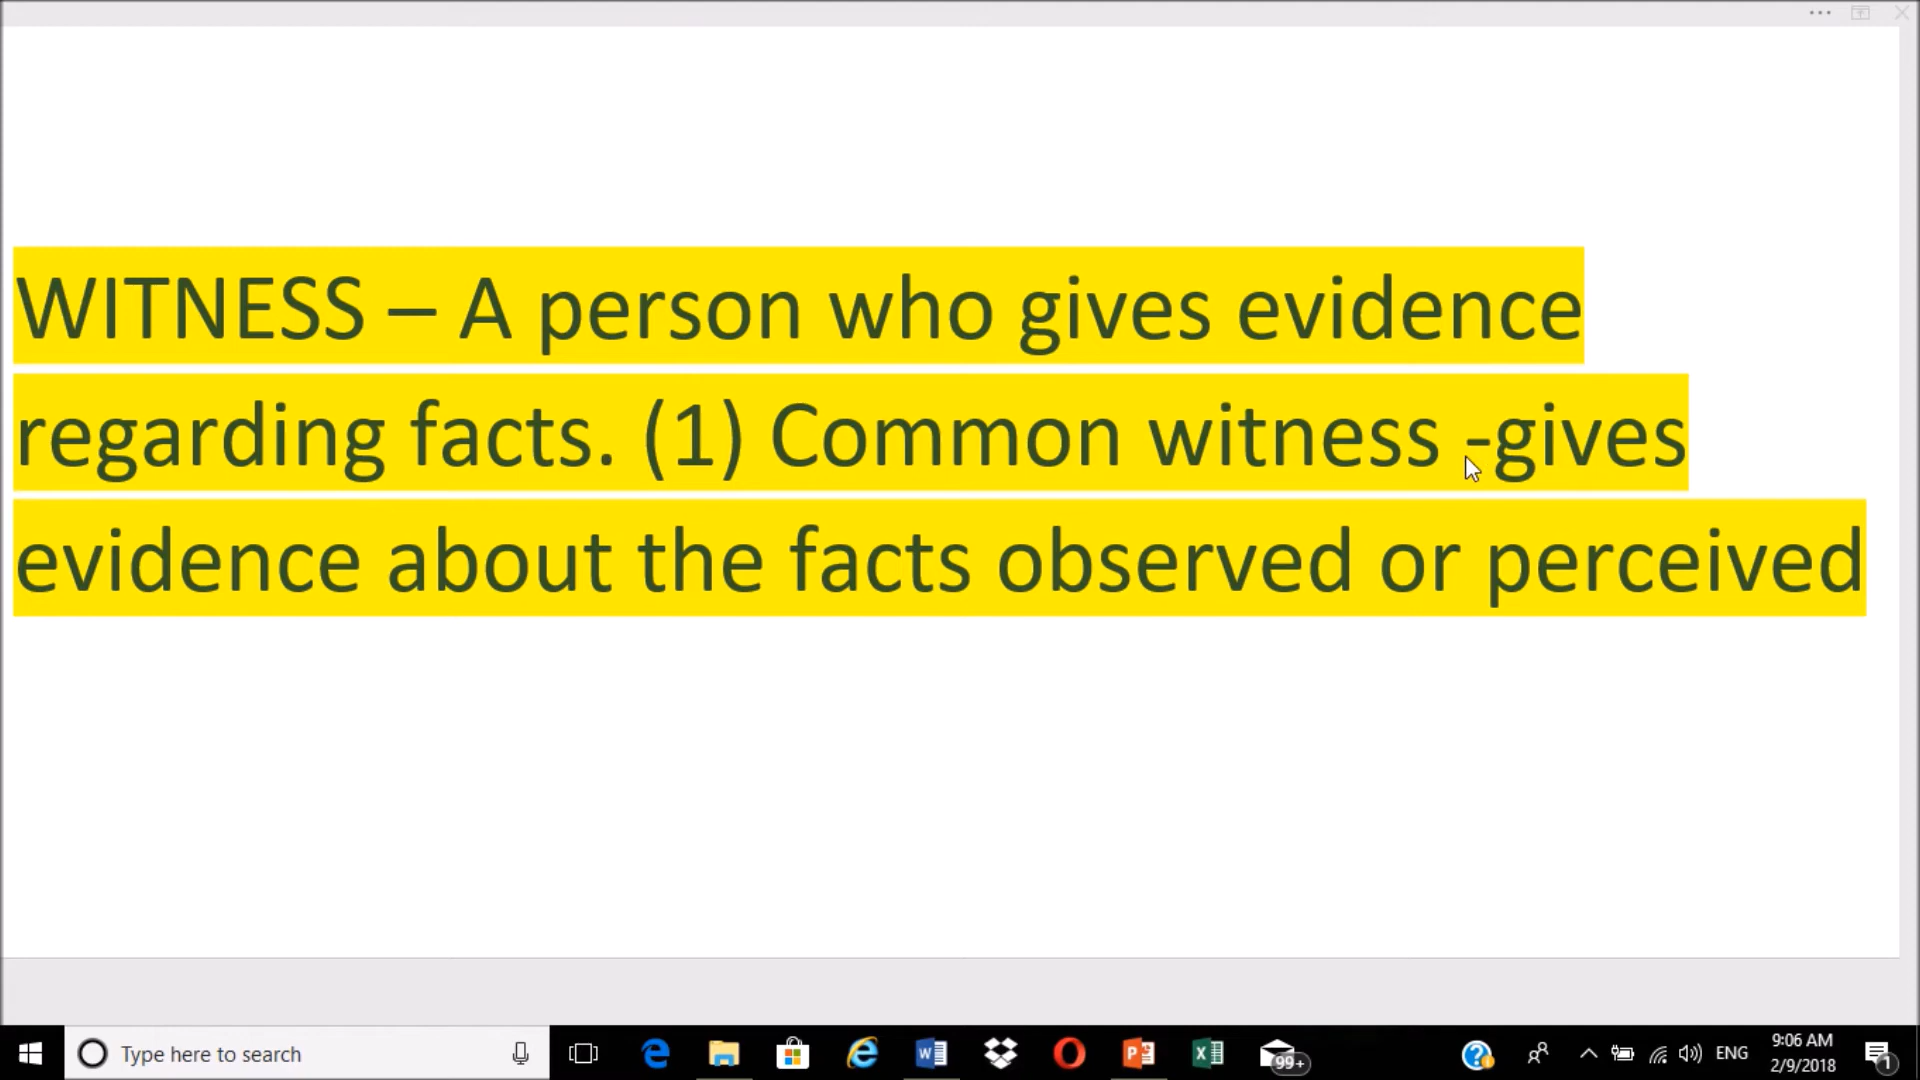 WITNESS – A person who gives evidence
regarding facts. (1) Common witness -gives
evidence about the facts observed or perceived
Type here to search
99+
ENG
9:06 AM
2/9/2018
1